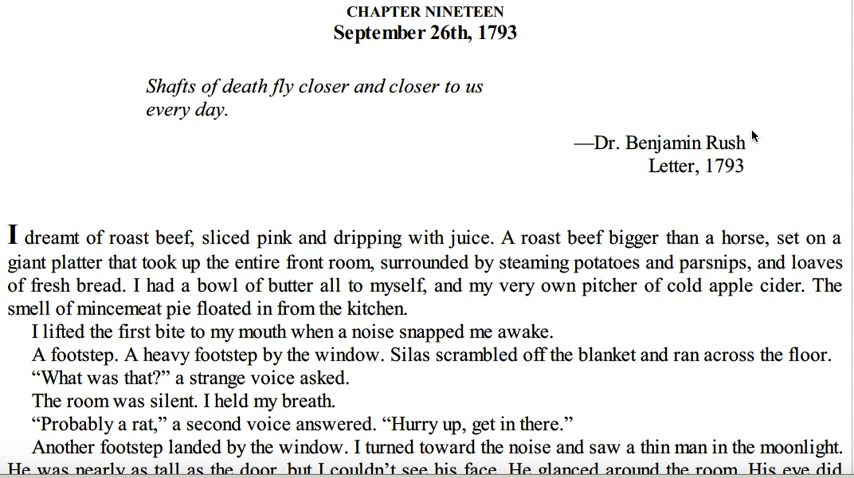 CHAPTER NINETEEN
September 26th, 1793
Shafts of death fly closer and closer to us
every day.
—Dr. Benjamin Rush
Letter, 1793
I dreamt of roast beef, sliced pink and dripping with juice. A roast beef bigger than a horse, set on a
giant platter that took up the entire front room, surrounded by steaming potatoes and parsnips, and loaves
of fresh bread. I had a bowl of butter all to myself, and my very own pitcher of cold apple cider. The
smell of mincemeat pie floated in from the kitchen.
I lifted the first bite to my mouth when a noise snapped me awake.
A footstep. A heavy footstep by the window. Silas scrambled off the blanket and ran across the floor.
“What was that?” a strange voice asked.
The room was silent. I held my breath.
“Probably a rat,” a second voice answered. “Hurry up, get in there.”
Another footstep landed by the window. I turned toward the noise and saw a thin man in the moonlight.
He was nearly as tall as the door, but I couldn’t see his face. He glanced around the room. His eye did